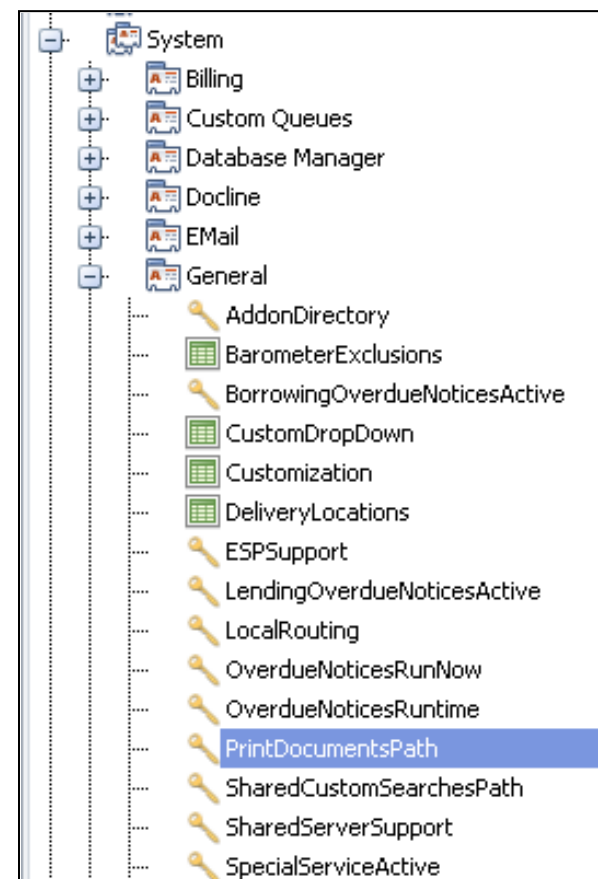 System
Billing
Custom Queues
Database Manager
Docline
EMail
General
AddonDirectory
BarometerExclusions
BorrowingOverdueNoticesActive
CustomDropDown
Customization
DeliveryLocations
ESPSupport
LendingOverdueNoticesActive
LocalRouting
OverdueNoticesRunNow
OverdueNoticesRuntime
PrintDocumentsPath
SharedCustomSearchesPath
SharedServerSupport
SpecialServiceActive